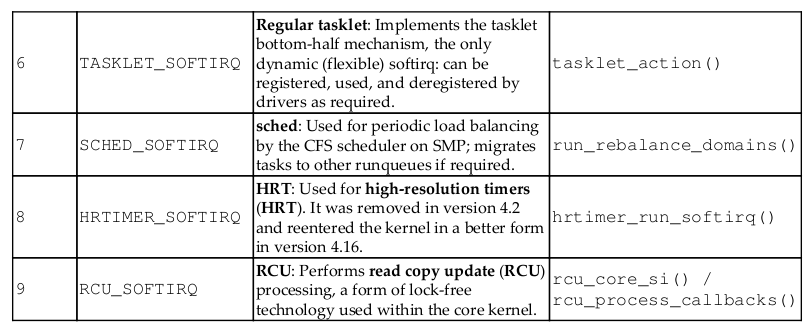 6
TASKLET_SOFTIRQ
Regular tasklet: Implements the tasklet
bottom-half mechanism, the only
dynamic (flexible) softirq: can be
registered, used, and deregistered by
drivers as required.
tasklet_action()
7
SCHED_SOFTIRQ
sched: Used for periodic load balancing
by the CFS scheduler on SMP; migrates
tasks to other runqueues if required.
run_rebalance_domains()
8
HRTIMER_SOFTIRQ
HRT: Used for high-resolution timers
(HRT). It was removed in version 4.2
and reentered the kernel in a better form
in version 4.16.
hrtimer_run_softirq()
9
RCU_SOFTIRQ
RCU: Performs read copy update (RCU)
processing, a form of lock-free
technology used within the core kernel.
rcu_core_si() /
rcu_process_callbacks()